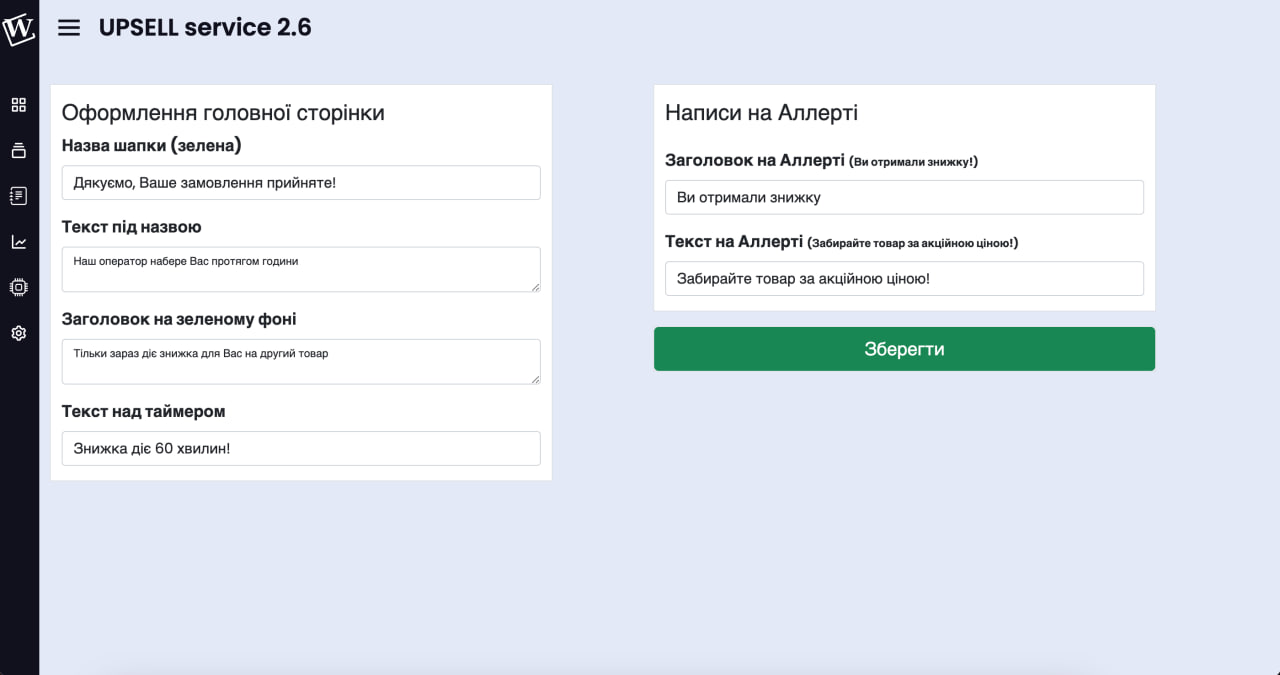 W
UPSELL service 2.6
Оформлення головної сторінки
Назва шапки (зелена)
Дякуємо, Ваше замовлення прийняте!
Текст під назвою
Наш оператор набере Вас протягом години
Заголовок на зеленому фоні
Тільки зараз діє знижка для Вас на другий товар
Текст над таймером
Знижка діє 60 хвилин!
Написи на Аллерті
Заголовок на Аллерті (Ви отримали знижку!)
Ви отримали знижку
Текст на Аллерті (Забирайте товар за акційною ціною!)
Забирайте товар за акційною ціною!
Зберегти